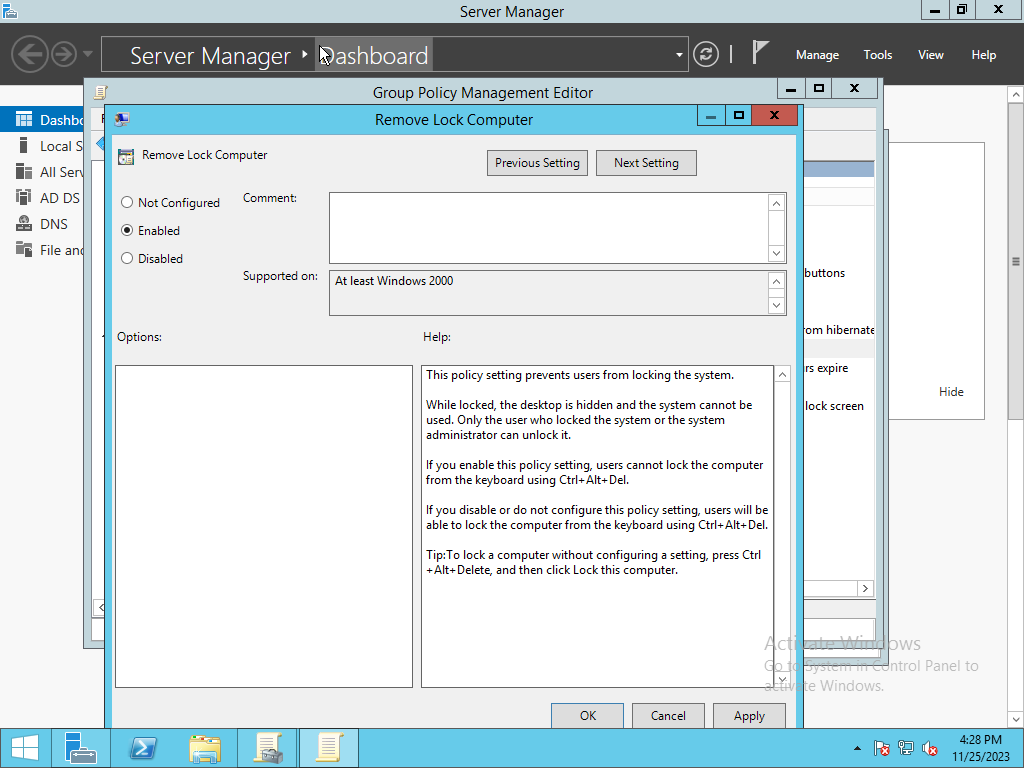 Server Manager
Server Manager
Dashboard
Manage
Tools
View
Help
Group Policy Management Editor
Remove Lock Computer
Local S
All Serv
AD DS
DNS
File and
Remove Lock Computer
Previous Setting
Next Setting
Not Configured
Enabled
Disabled
Comment:
Supported on:
At least Windows 2000
Options:
Help:
This policy setting prevents users from locking the system.
While locked, the desktop is hidden and the system cannot be
used. Only the user who locked the system or the system
administrator can unlock it.
If you enable this policy setting, users cannot lock the computer
from the keyboard using Ctrl+Alt+Del.
If you disable or do not configure this policy setting, users will be
able to lock the computer from the keyboard using Ctrl+Alt+Del.
Tip:To lock a computer without configuring a setting, press Ctrl
+Alt+Delete, and then click Lock this computer.
buttons
om hibernate
rs expire
lock screen
Hide
Activate Windows
Go to System in Control Panel to
activate Windows.
OK
Cancel
Apply
4:28 PM
11/25/2023